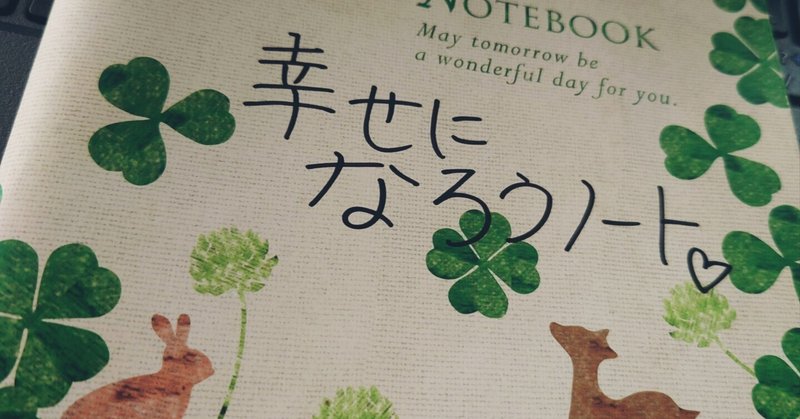 NOTEBOOK
May tomorrow be
a wonderful day for you.
幸せに
なろうノート♡